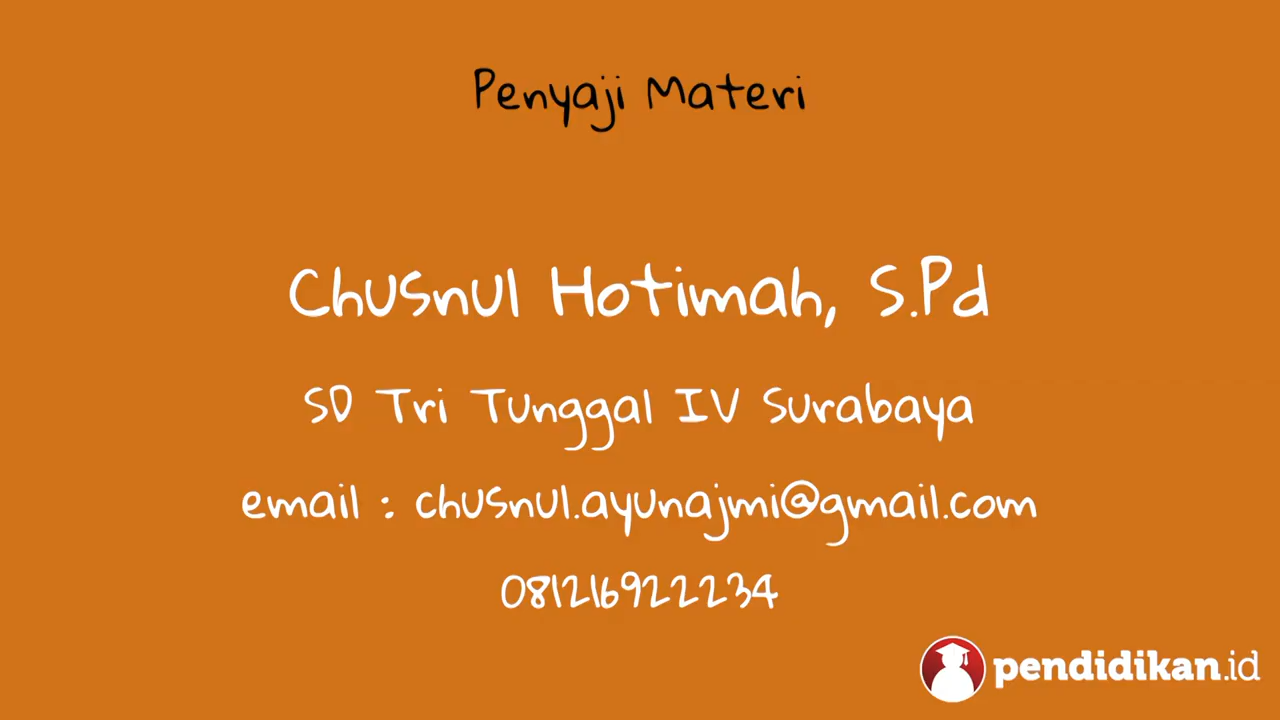 Penyaji Materi
Chusnul Hotimah, S.Pd
SD Tri Tunggal IV Surabaya
email : chusnul.ayunajmi@gmail.com
081216922234
pendidikan.id